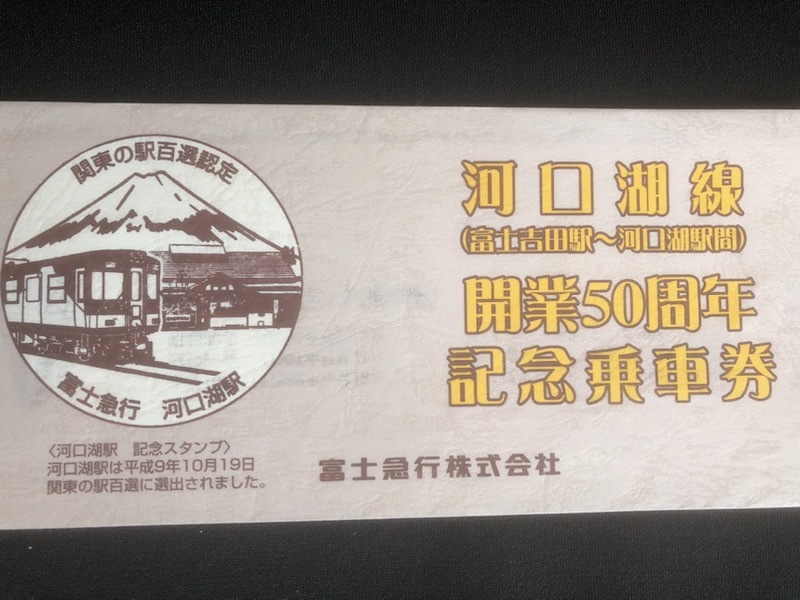 関東の駅百選認定
富士急行 河口湖駅
〈河口湖駅 記念スタンプ〉
河口湖駅は平成9年10月19日
関東の駅百選に選出されました。
河口湖線
(富士吉田駅～河口湖駅間)
開業50周年
記念乗車券
富士急行株式会社